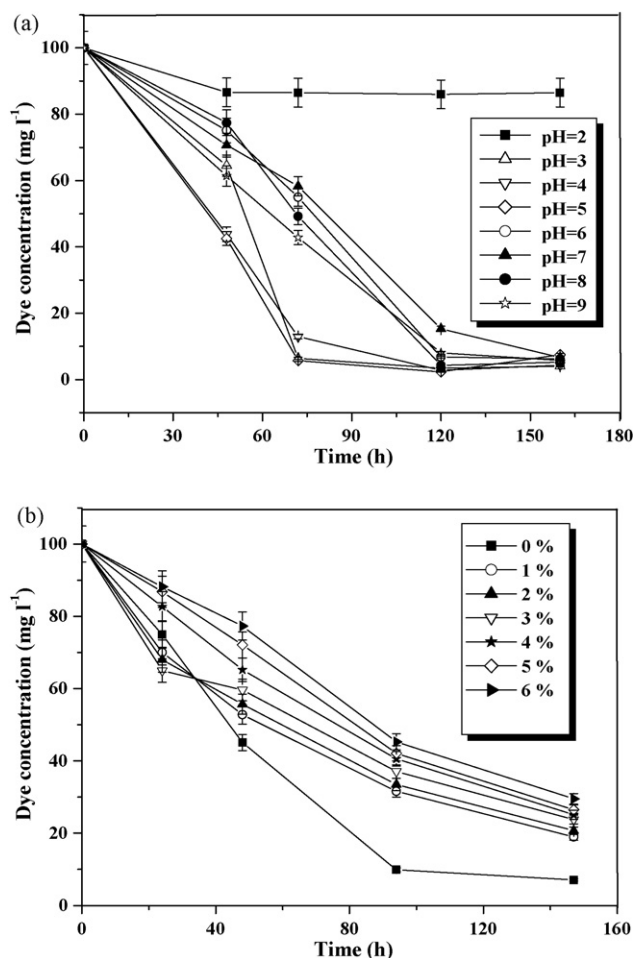 (a)
100
80
60
40
20
0
Dye concentration (mg l⁻¹)
pH=2
pH=3
pH=4
pH=5
pH=6
pH=7
pH=8
pH=9
0 30 60 90 120 150 180
Time (h)
(b)
100
80
60
40
20
0
Dye concentration (mg l⁻¹)
0 %
1 %
2 %
3 %
4 %
5 %
6 %
0 40 80 120 160
Time (h)